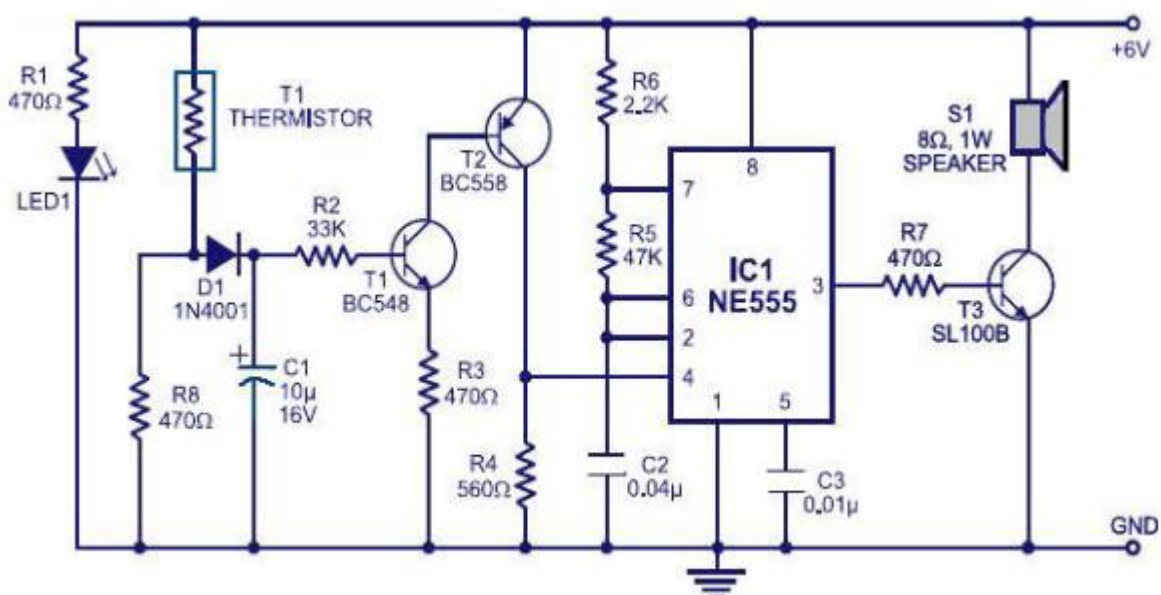 +6V
R1
470Ω
LED1
T1
THERMISTOR
D1
1N4001
R8
470Ω
C1
10µ
16V
+
R2
33K
T1
BC548
R3
470Ω
T2
BC558
R4
560Ω
R6
2.2K
R5
47K
C2
0.04µ
7
6
2
4
8
IC1
NE555
3
1
5
C3
0.01µ
R7
470Ω
S1
8Ω, 1W
SPEAKER
T3
SL100B
GND